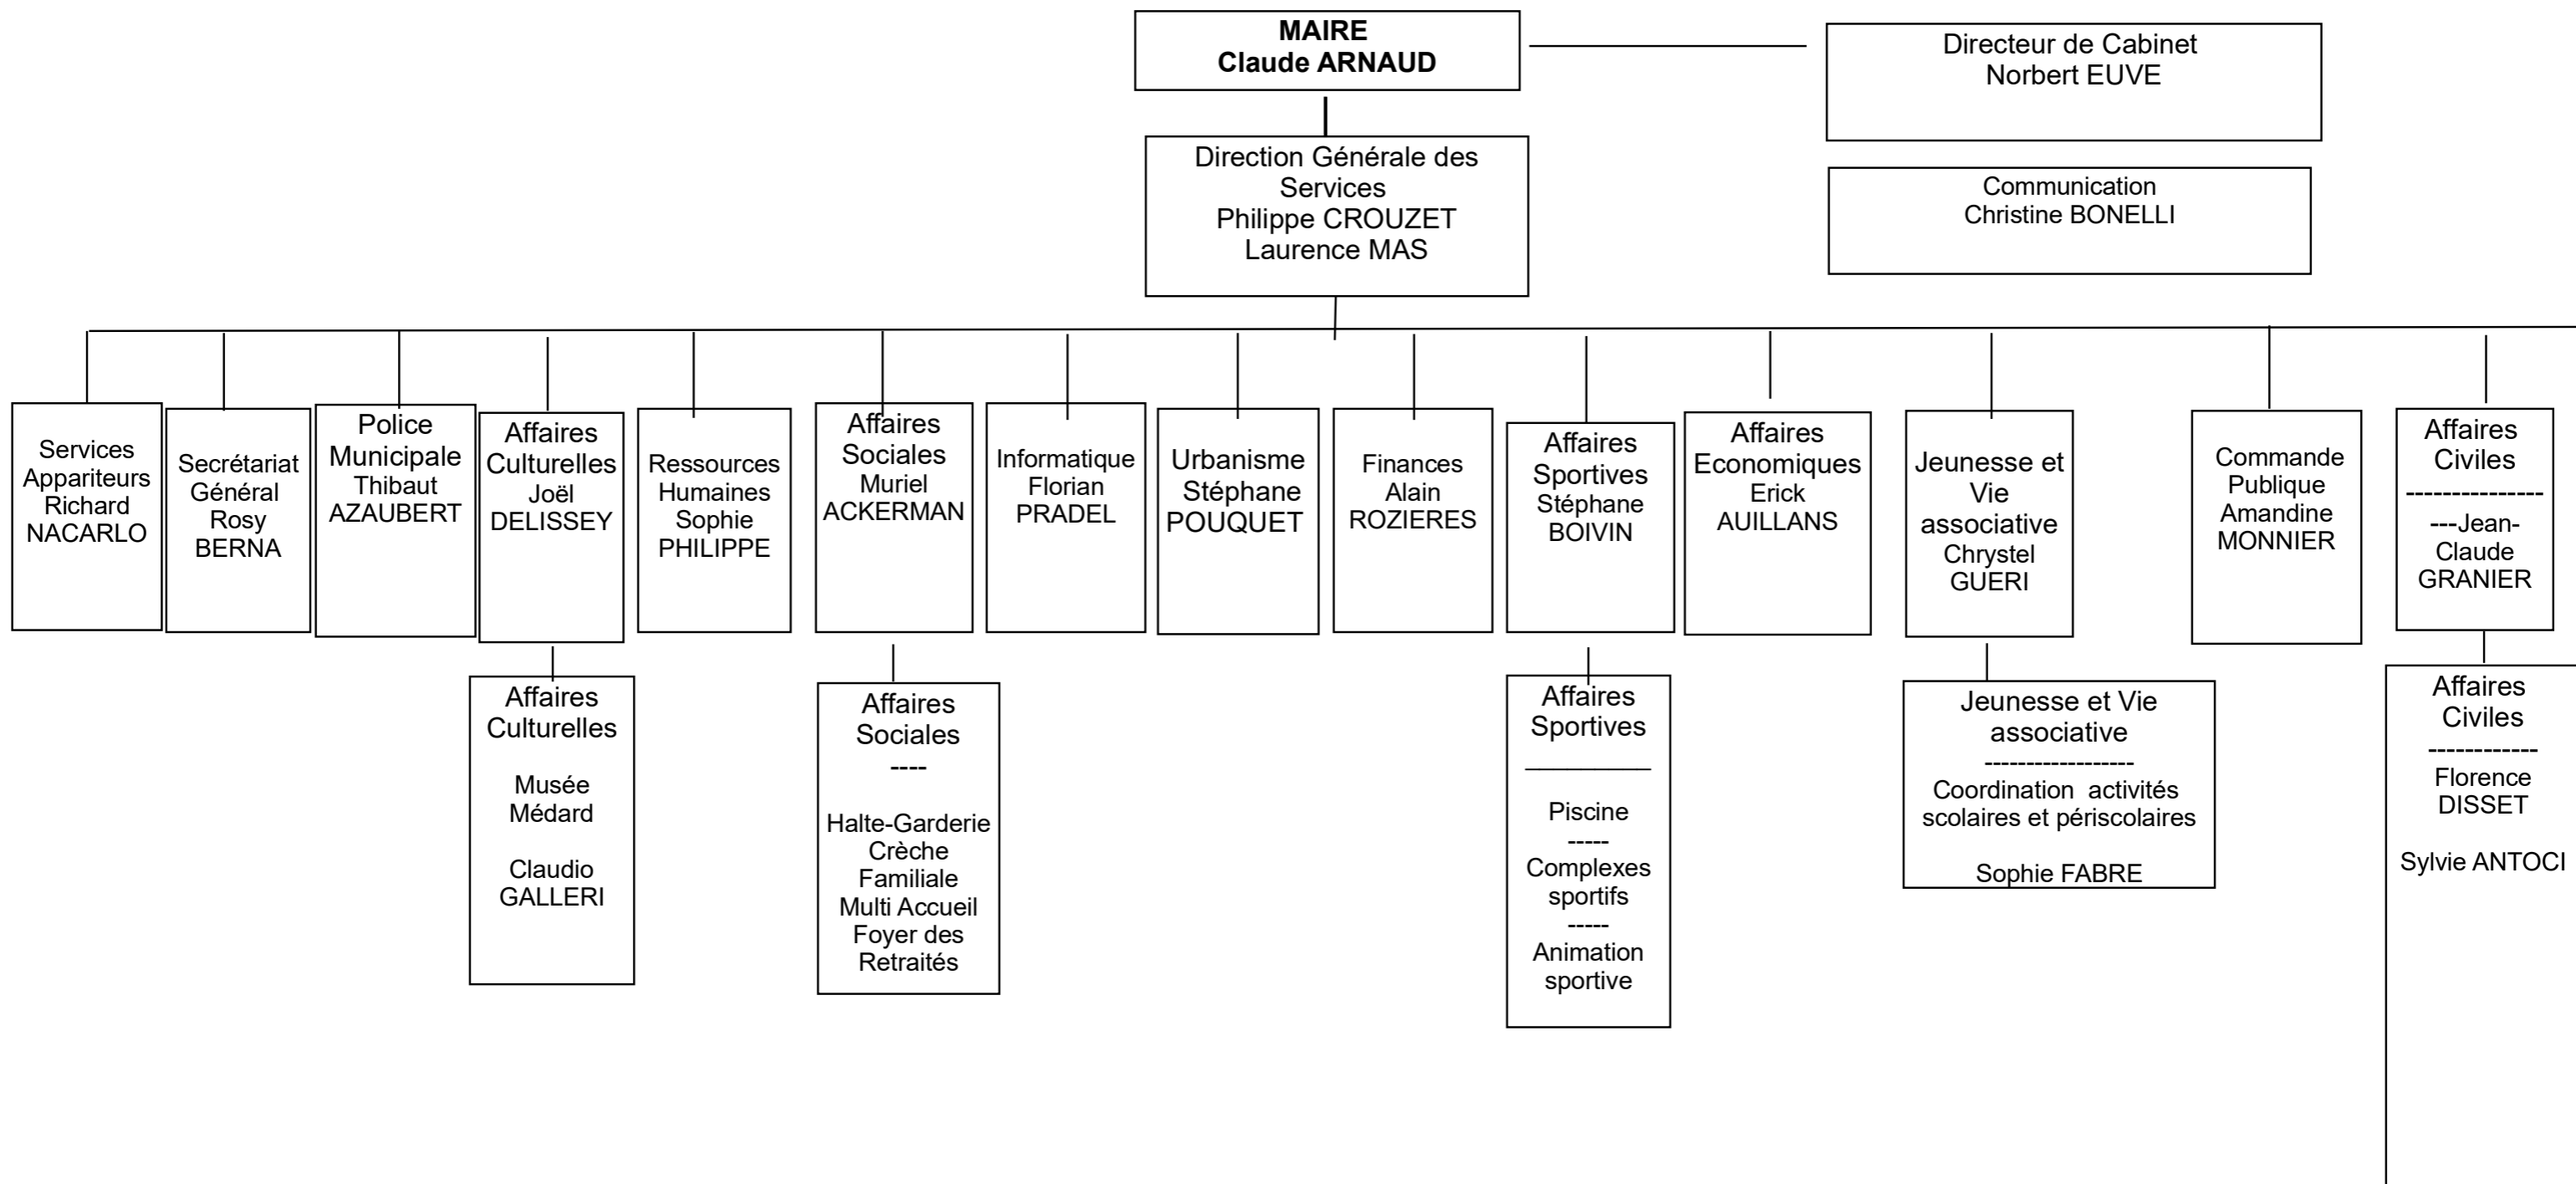 MAIRE
Claude ARNAUD
Directeur de Cabinet
Norbert EUVE
Direction Générale des
Services
Philippe CROUZET
Laurence MAS
Communication
Christine BONELLI
Services
Appariteurs
Richard
NACARLO
Secrétariat
Général
Rosy
BERNA
Police
Municipale
Thibaut
AZAUBERT
Affaires
Culturelles
Joël
DELISSEY
Ressources
Humaines
Sophie
PHILIPPE
Affaires
Sociales
Muriel
ACKERMAN
Informatique
Florian
PRADEL
Urbanisme
Stéphane
POUQUET
Finances
Alain
ROZIERES
Affaires
Sportives
Stéphane
BOIVIN
Affaires
Economiques
Erick
AUILLANS
Jeunesse et
Vie
associative
Chrystel
GUERI
Commande
Publique
Amandine
MONNIER
Affaires
Civiles
---------------
---Jean-
Claude
GRANIER
Affaires
Culturelles
Musée
Médard
Claudio
GALLERI
Affaires
Sociales
----
Halte-Garderie
Crèche
Familiale
Multi Accueil
Foyer des
Retraités
Affaires
Sportives
_________
Piscine
-----
Complexes
sportifs
-----
Animation
sportive
Jeunesse et Vie
associative
------------------
Coordination  activités
scolaires et périscolaires
Sophie FABRE
Affaires
Civiles
------------
Florence
DISSET
Sylvie ANTOCI